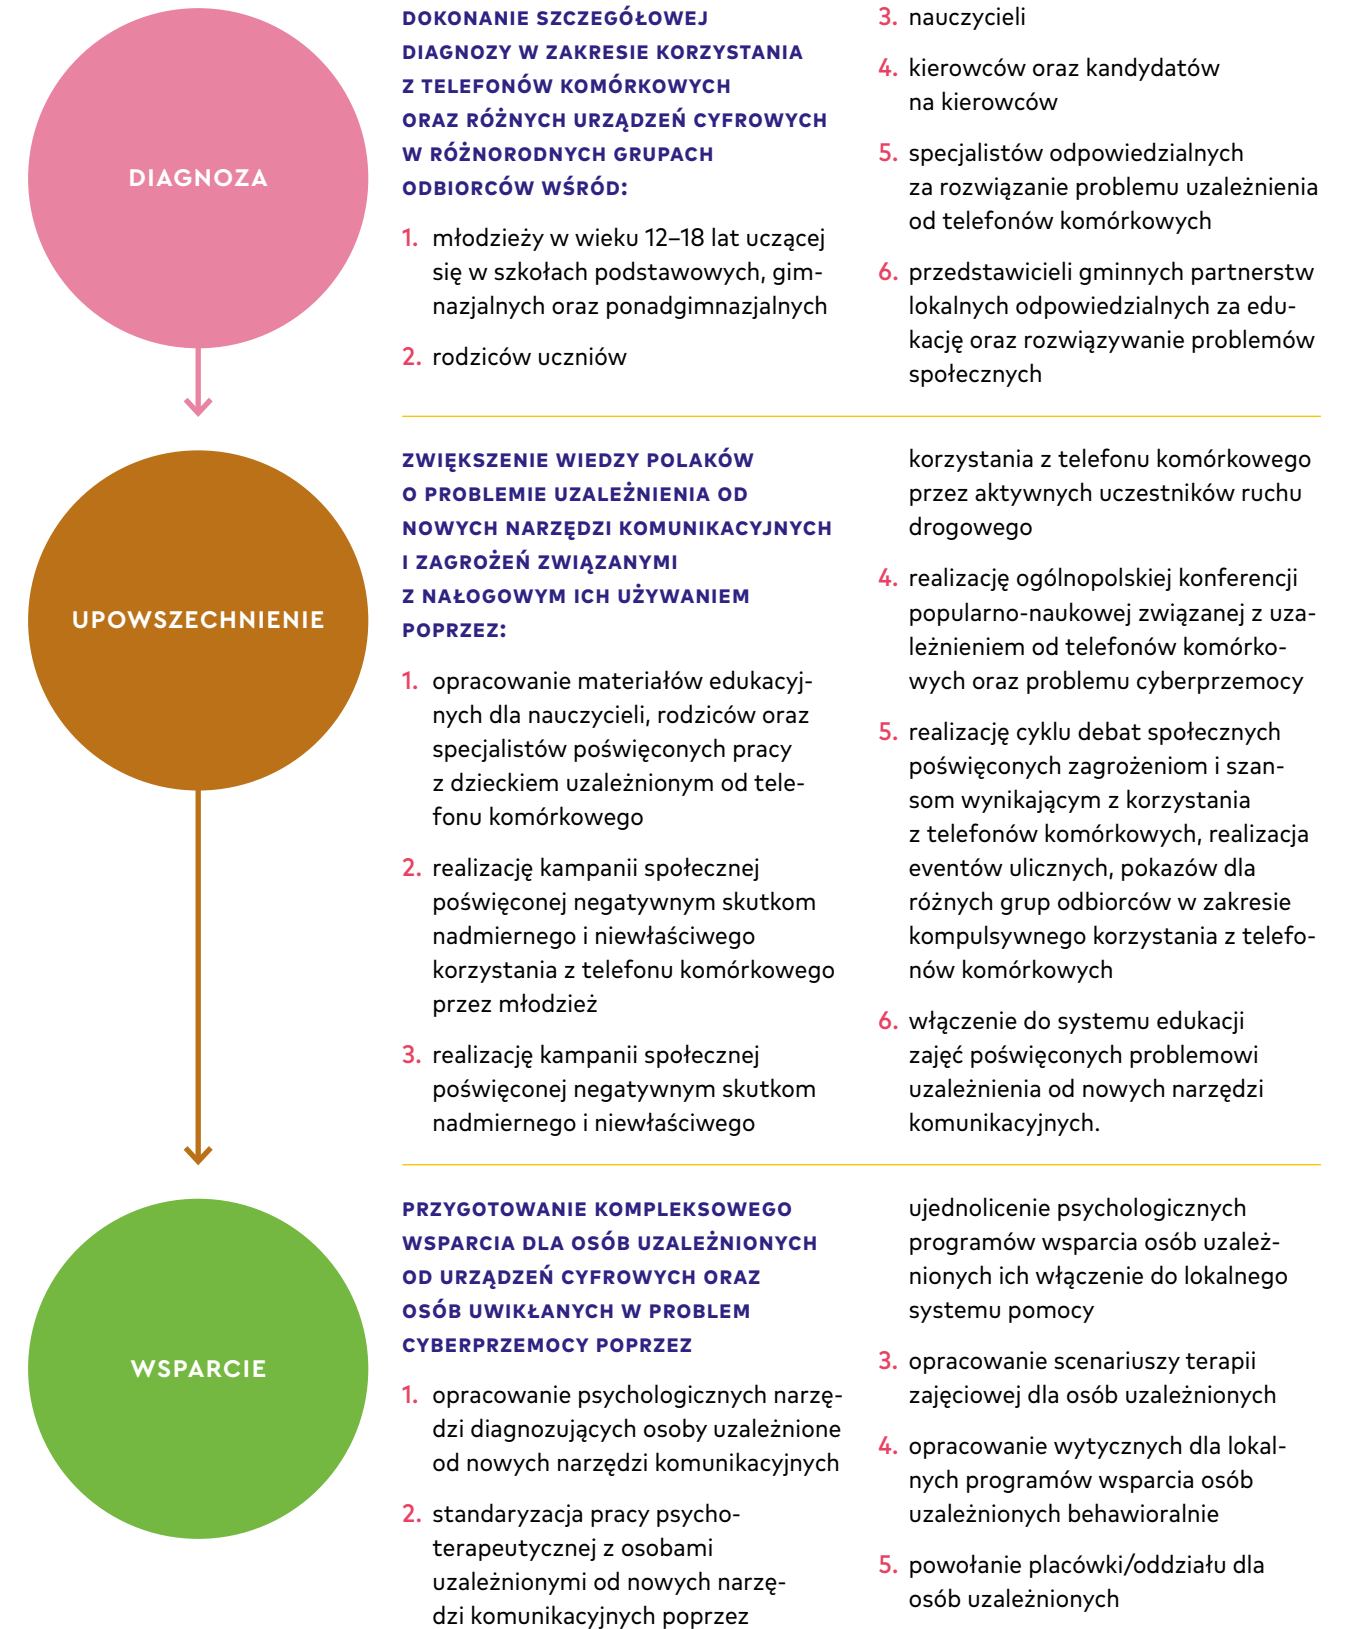 DIAGNOZA
DOKONANIE SZCZEGÓŁOWEJ
DIAGNOZY W ZAKRESIE KORZYSTANIA
Z TELEFONÓW KOMÓRKOWYCH
ORAZ RÓŻNYCH URZĄDZEŃ CYFROWYCH
W RÓŻNORODNYCH GRUPACH
ODBIORCÓW WŚRÓD:
1. młodzieży w wieku 12–18 lat uczącej
się w szkołach podstawowych, gim-
nazjalnych oraz ponadgimnazjalnych
2. rodziców uczniów
3. nauczycieli
4. kierowców oraz kandydatów
na kierowców
5. specjalistów odpowiedzialnych
za rozwiązanie problemu uzależnienia
od telefonów komórkowych
6. przedstawicieli gminnych partnerstw
lokalnych odpowiedzialnych za edu-
kację oraz rozwiązywanie problemów
społecznych
UPOWSZECHNIENIE
ZWIĘKSZENIE WIEDZY POLAKÓW
O PROBLEMIE UZALEŻNIENIA OD
NOWYCH NARZĘDZI KOMUNIKACYJNYCH
I ZAGROŻEŃ ZWIĄZANYMI
Z NAŁOGOWYM ICH UŻYWANIEM
POPRZEZ:
1. opracowanie materiałów edukacyj-
nych dla nauczycieli, rodziców oraz
specjalistów poświęconych pracy
z dzieckiem uzależnionym od tele-
fonu komórkowego
2. realizację kampanii społecznej
poświęconej negatywnym skutkom
nadmiernego i niewłaściwego
korzystania z telefonu komórkowego
przez młodzież
3. realizację kampanii społecznej
poświęconej negatywnym skutkom
nadmiernego i niewłaściwego
korzystania z telefonu komórkowego
przez aktywnych uczestników ruchu
drogowego
4. realizację ogólnopolskiej konferencji
popularno-naukowej związanej z uza-
leżnieniem od telefonów komórko-
wych oraz problemu cyberprzemocy
5. realizację cyklu debat społecznych
poświęconych zagrożeniom i szan-
som wynikającym z korzystania
z telefonów komórkowych, realizacja
eventów ulicznych, pokazów dla
różnych grup odbiorców w zakresie
kompulsywnego korzystania z telefo-
nów komórkowych
6. włączenie do systemu edukacji
zajęć poświęconych problemowi
uzależnienia od nowych narzędzi
komunikacyjnych.
WSPARCIE
PRZYGOTOWANIE KOMPLEKSOWEGO
WSPARCIA DLA OSÓB UZALEŻNIONYCH
OD URZĄDZEŃ CYFROWYCH ORAZ
OSÓB UWIKŁANYCH W PROBLEM
CYBERPRZEMOCY POPRZEZ
1. opracowanie psychologicznych narzę-
dzi diagnozujących osoby uzależnione
od nowych narzędzi komunikacyjnych
2. standaryzacja pracy psycho-
terapeutycznej z osobami
uzależnionymi od nowych narzę-
dzi komunikacyjnych poprzez
ujednolicenie psychologicznych
programów wsparcia osób uzależ-
nionych ich włączenie do lokalnego
systemu pomocy
3. opracowanie scenariuszy terapii
zajęciowej dla osób uzależnionych
4. opracowanie wytycznych dla lokal-
nych programów wsparcia osób
uzależnionych behawioralnie
5. powołanie placówki/oddziału dla
osób uzależnionych